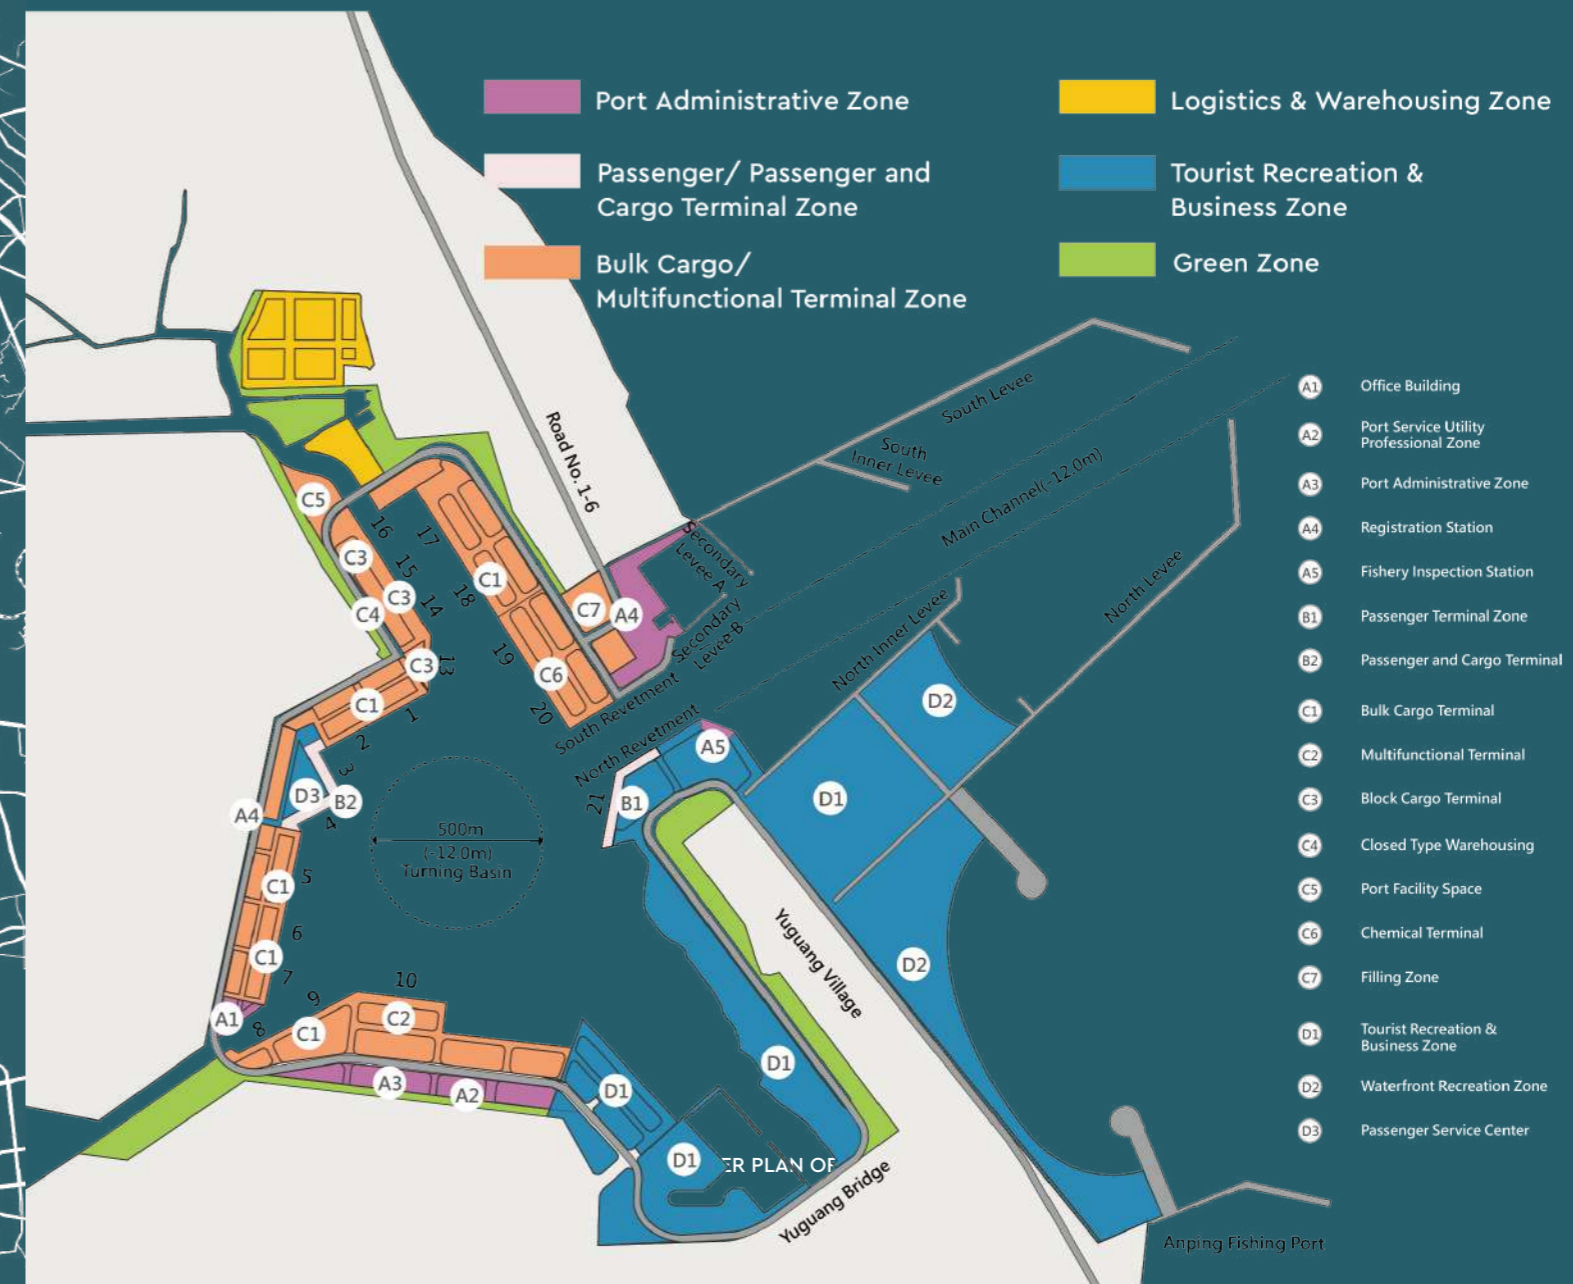 Port Administrative Zone
Passenger/ Passenger and
Cargo Terminal Zone
Bulk Cargo/
Multifunctional Terminal Zone
Logistics & Warehousing Zone
Tourist Recreation &
Business Zone
Green Zone
Road No. 1-6
South Levee
South
Inner Levee
Main Channel(-12.0m)
North Levee
North Inner Levee
Secondary
Levee A
Secondary
Levee B
South Revetment
North Revetment
C5
C3
C3
C4
C3
C1
C1
C6
C7
A4
16
17
15
14
18
13
19
20
1
2
3
4
D3
B2
A4
C1
5
C1
6
7
A1
8
9
10
C1
C2
A3
A2
500m
(-12.0m)
Turning Basin
21
B1
A5
D2
D1
D2
Yuguang Village
D1
D1
D1
ER PLAN OF
Yuguang Bridge
Anping Fishing Port
A1 Office Building
A2 Port Service Utility
Professional Zone
A3 Port Administrative Zone
A4 Registration Station
A5 Fishery Inspection Station
B1 Passenger Terminal Zone
B2 Passenger and Cargo Terminal
C1 Bulk Cargo Terminal
C2 Multifunctional Terminal
C3 Block Cargo Terminal
C4 Closed Type Warehousing
C5 Port Facility Space
C6 Chemical Terminal
C7 Filling Zone
D1 Tourist Recreation &
Business Zone
D2 Waterfront Recreation Zone
D3 Passenger Service Center